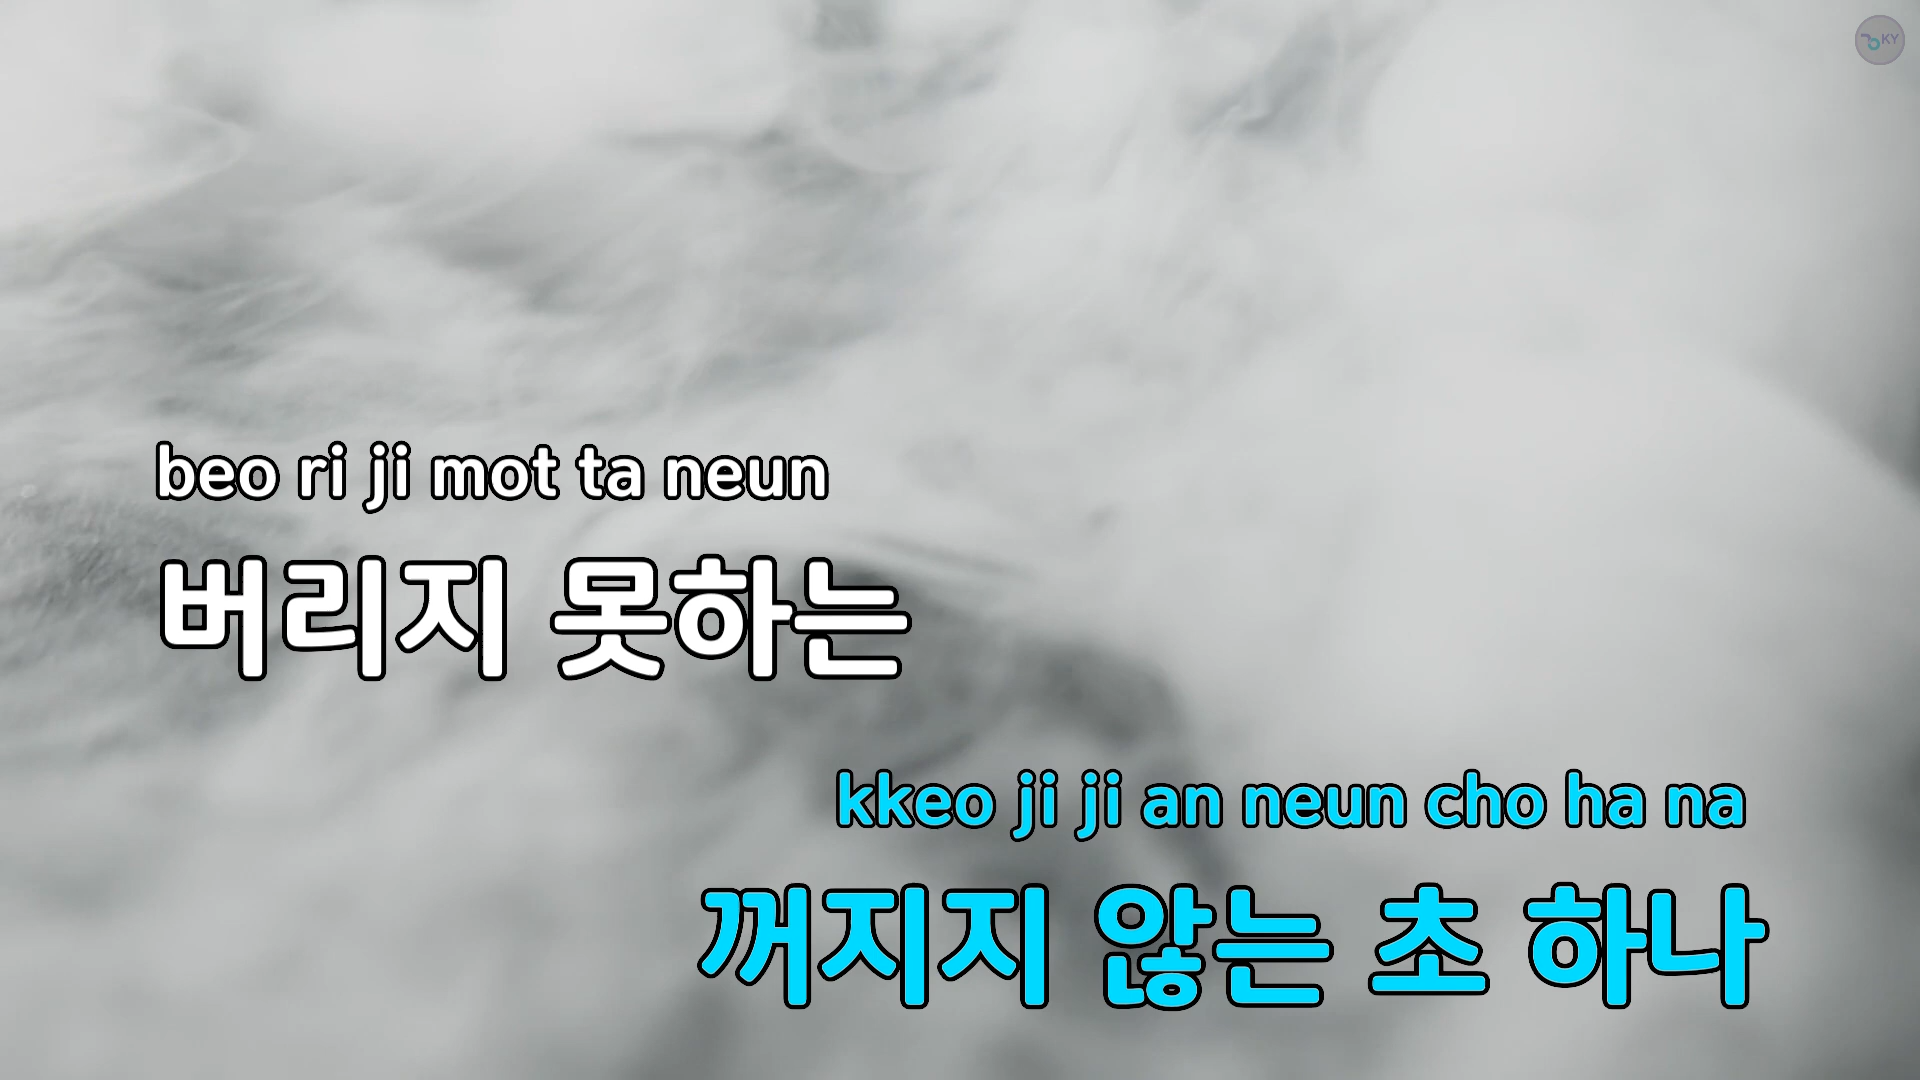 KY
beo ri ji mot ta neun
버리지 못하는
kkeo ji ji an neun cho ha na
꺼지지 않는 초 하나